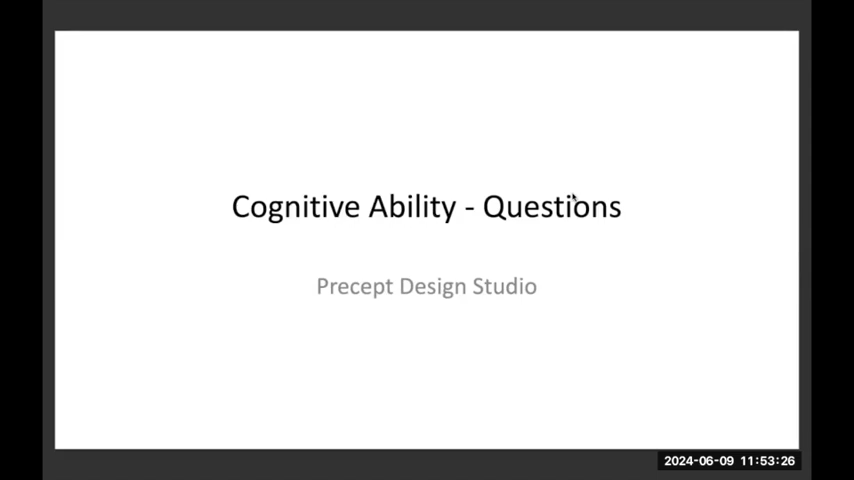 Cognitive Ability - Questions
Precept Design Studio
2024-06-09 11:53:26